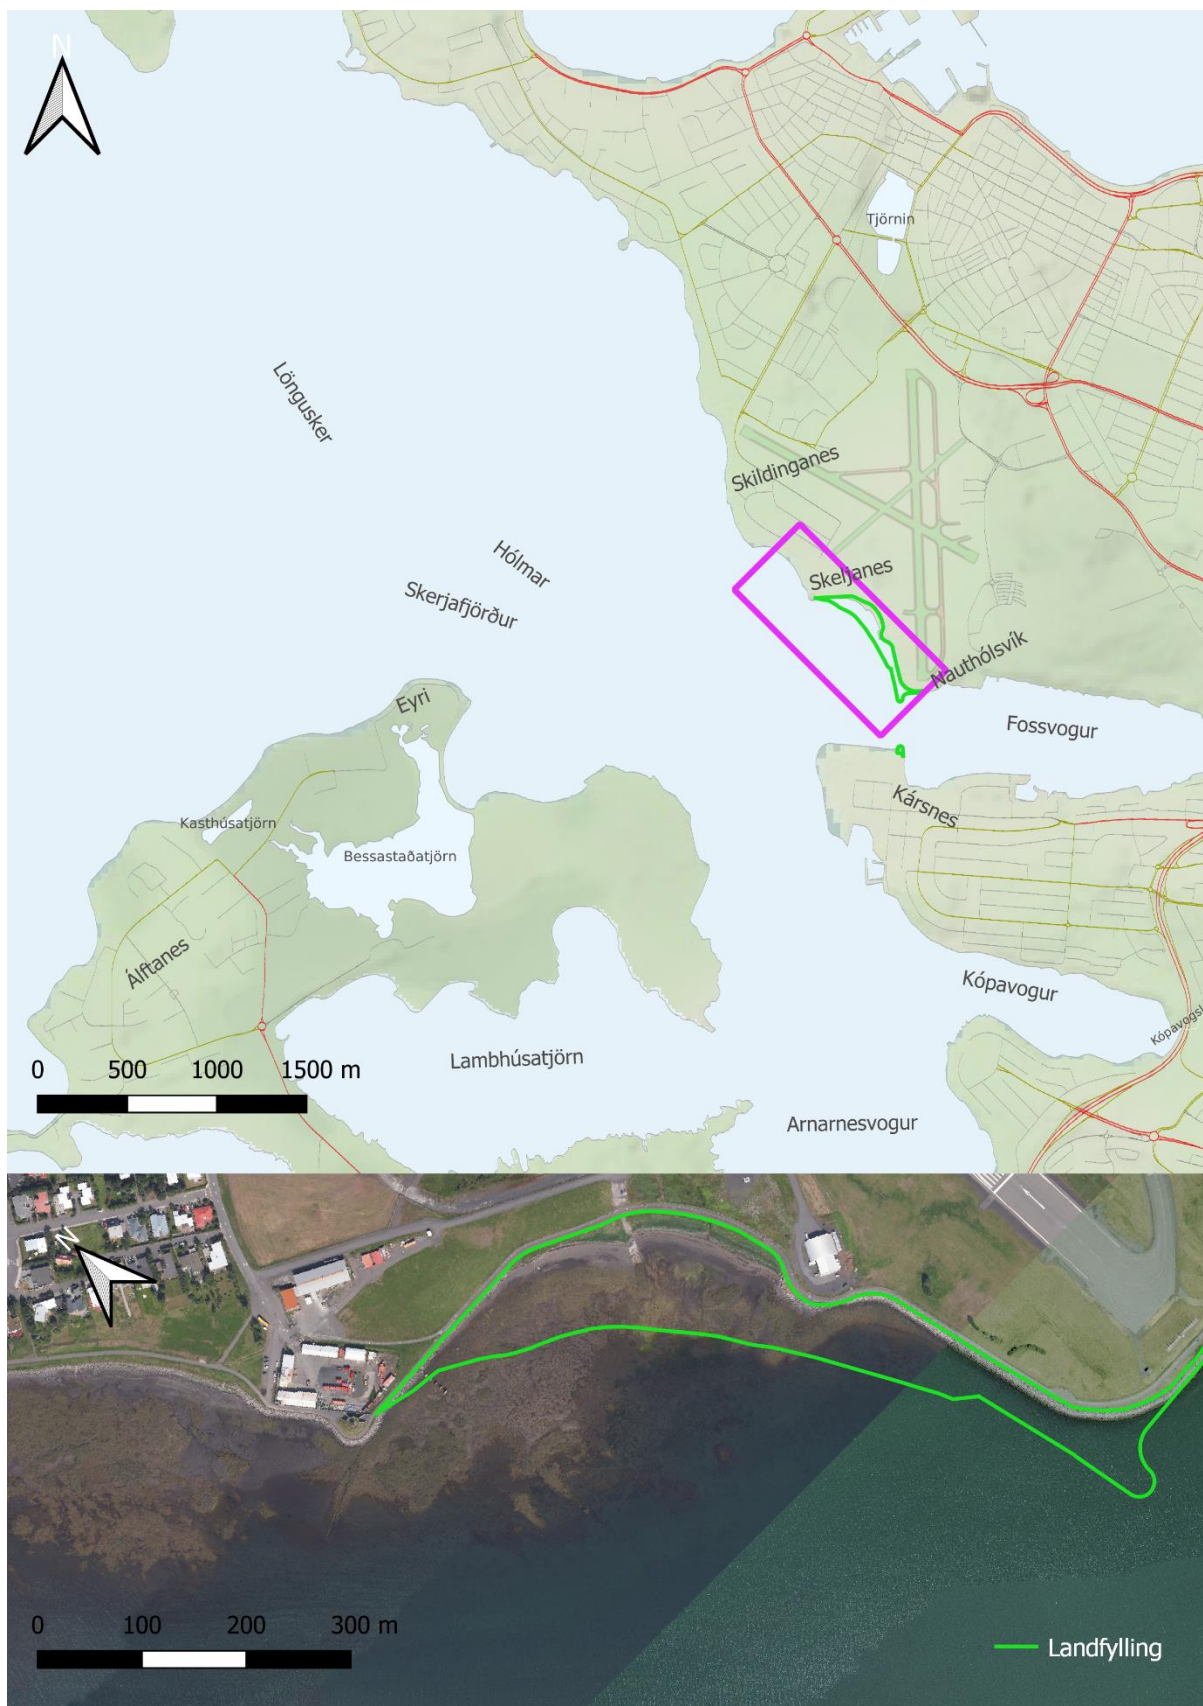 N
Tjörnin
Löngusker
Skildinganes
Hólmar
Skeljanes
Skerjafjörður
Nauthólsvík
Eyri
Fossvogur
Kársnes
Kasthúsatjörn
Bessastaðatjörn
Álftanes
Kópavogur
Lambhúsatjörn
0 500 1000 1500 m
Arnarnesvogur
N
0 100 200 300 m
Landfylling